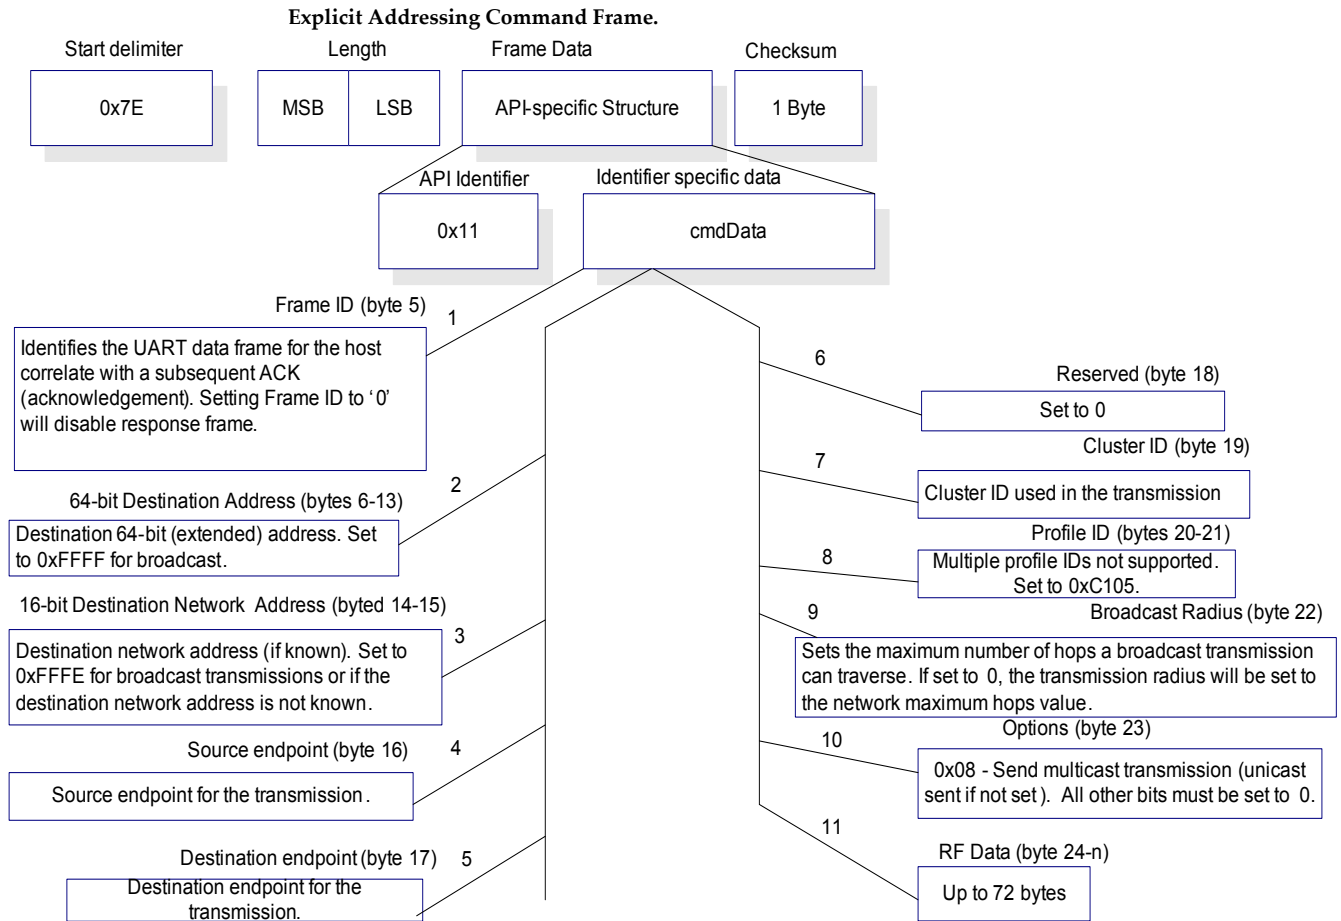 Explicit Addressing Command Frame.
Start delimiter
Length
Frame Data
Checksum
0x7E
MSB
LSB
API-specific Structure
1 Byte
API Identifier
Identifier specific data
0x11
cmdData
Frame ID (byte 5)
1
Identifies the UART data frame for the host
correlate with a subsequent ACK
(acknowledgement). Setting Frame ID to ‘0’
will disable response frame.
64-bit Destination Address (bytes 6-13)
2
Destination 64-bit (extended) address. Set
to 0xFFFF for broadcast.
16-bit Destination Network Address (byted 14-15)
3
Destination network address (if known). Set to
0xFFFE for broadcast transmissions or if the
destination network address is not known.
Source endpoint (byte 16)
4
Source endpoint for the transmission.
Destination endpoint (byte 17)
5
Destination endpoint for the
transmission.
6
Reserved (byte 18)
Set to 0
Cluster ID (byte 19)
7
Cluster ID used in the transmission
Profile ID (bytes 20-21)
8
Multiple profile IDs not supported.
Set to 0xC105.
9
Broadcast Radius (byte 22)
Sets the maximum number of hops a broadcast transmission
can traverse. If set to 0, the transmission radius will be set to
the network maximum hops value.
Options (byte 23)
10
0x08 - Send multicast transmission (unicast
sent if not set). All other bits must be set to 0.
11
RF Data (byte 24-n)
Up to 72 bytes